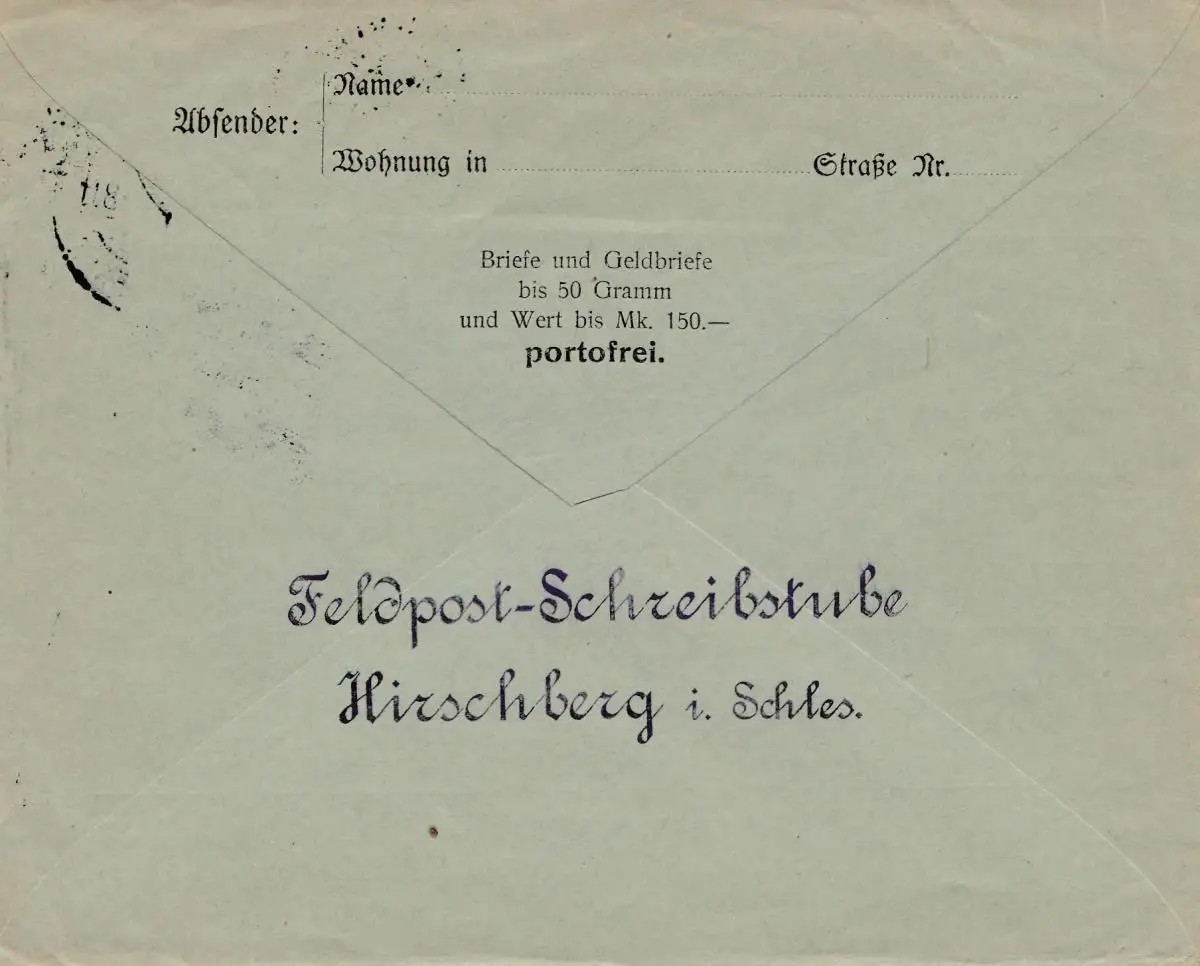 Absender:
Name
Wohnung in Straße Nr.
Briefe und Geldbriefe
bis 50 Gramm
und Wert bis Mk. 150.—
portofrei.
Feldpost-Schreibstube
Hirschberg i. Schles.